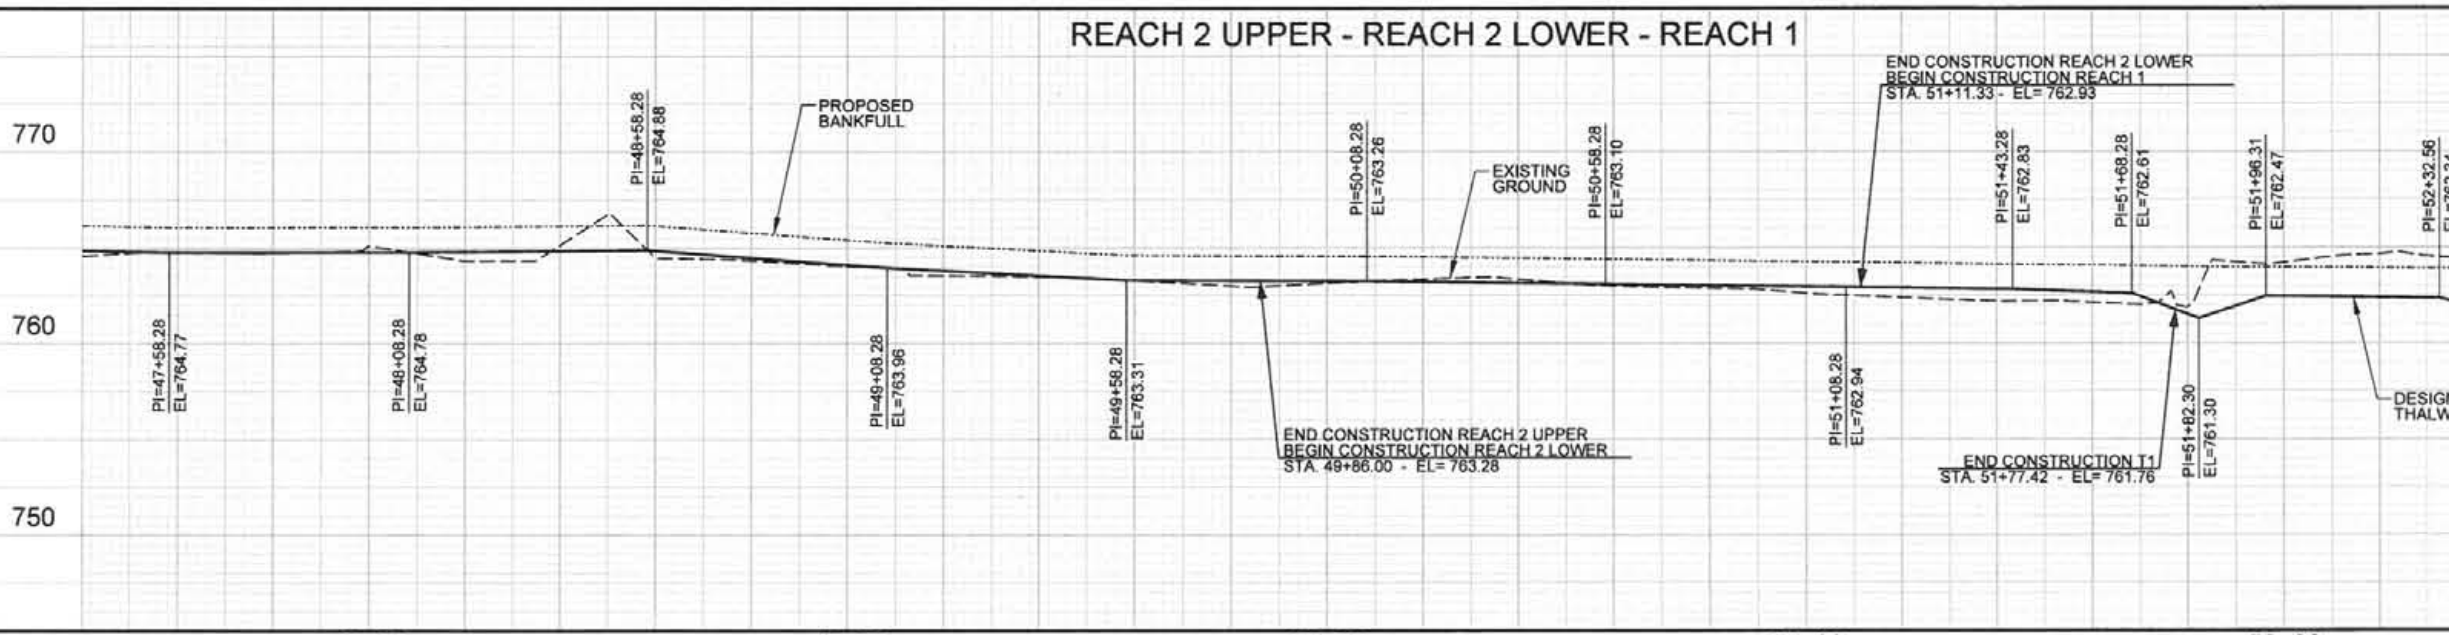 REACH 2 UPPER - REACH 2 LOWER - REACH 1
770
760
750
PI=47+58.28
EL=764.77
PI=48+08.28
EL=764.78
PI=48+58.28
EL=764.88
PROPOSED
BANKFULL
PI=49+08.28
EL=763.96
PI=49+58.28
EL=763.31
END CONSTRUCTION REACH 2 UPPER
BEGIN CONSTRUCTION REACH 2 LOWER
STA. 49+86.00 - EL= 763.28
PI=50+08.28
EL=763.26
EXISTING
GROUND
PI=50+58.28
EL=763.10
PI=51+08.28
EL=762.94
END CONSTRUCTION REACH 2 LOWER
BEGIN CONSTRUCTION REACH 1
STA. 51+11.33 - EL= 762.93
PI=51+43.28
EL=762.83
PI=51+68.28
EL=762.61
END CONSTRUCTION T1
STA. 51+77.42 - EL= 761.76
PI=51+82.30
EL=761.30
PI=51+96.31
EL=762.47
PI=52+32.56
DESIGN
THALW